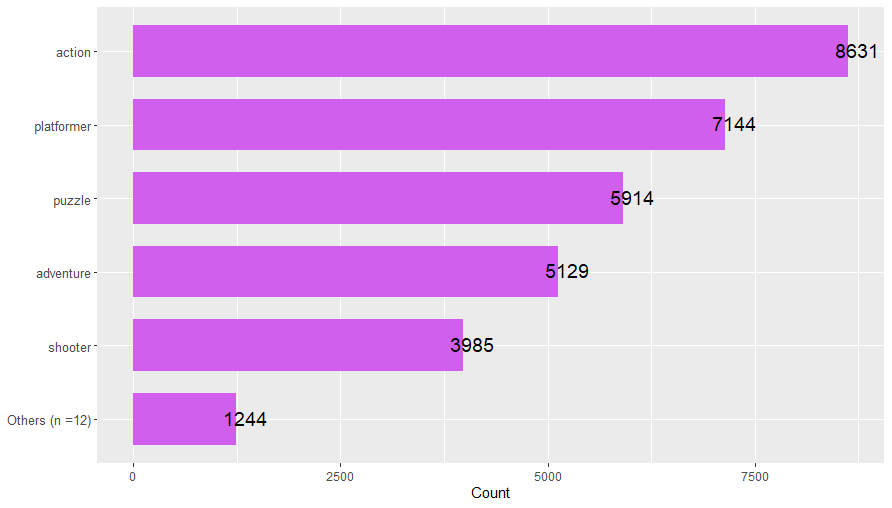 action 8631
platformer 7144
puzzle 5914
adventure 5129
shooter 3985
Others (n =12) 1244
0 2500 5000 7500
Count